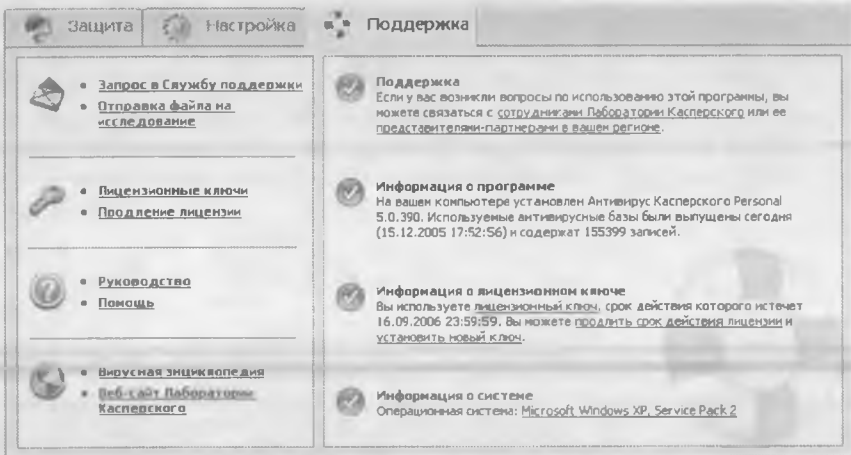 Защита
Настройка
Поддержка
Запрос в Службу поддержки
Отправка файла на
исследование
Лицензионные ключи
Продление лицензии
Руководство
Помощь
Вирусная энциклопедия
Веб-сайт Лаборатории
Касперского
Поддержка
Если у вас возникли вопросы по использованию этой программы, вы
можете связаться с сотрудниками Лаборатории Касперского или ее
представителями-партнерами в вашем регионе.
Информация о программе
На вашем компьютере установлен Антивирус Касперского Personal
5.0.390. Используемые антивирусные базы были выпущены сегодня
(15.12.2005 17:52:56) и содержат 155399 записей.
Информация о лицензионном ключе
Вы используете лицензионный ключ, срок действия которого истечет
16.09.2006 23:59:59. Вы можете продлить срок действия лицензии и
установить новый ключ.
Информация о системе
Операционная система: Microsoft Windows XP, Service Pack 2